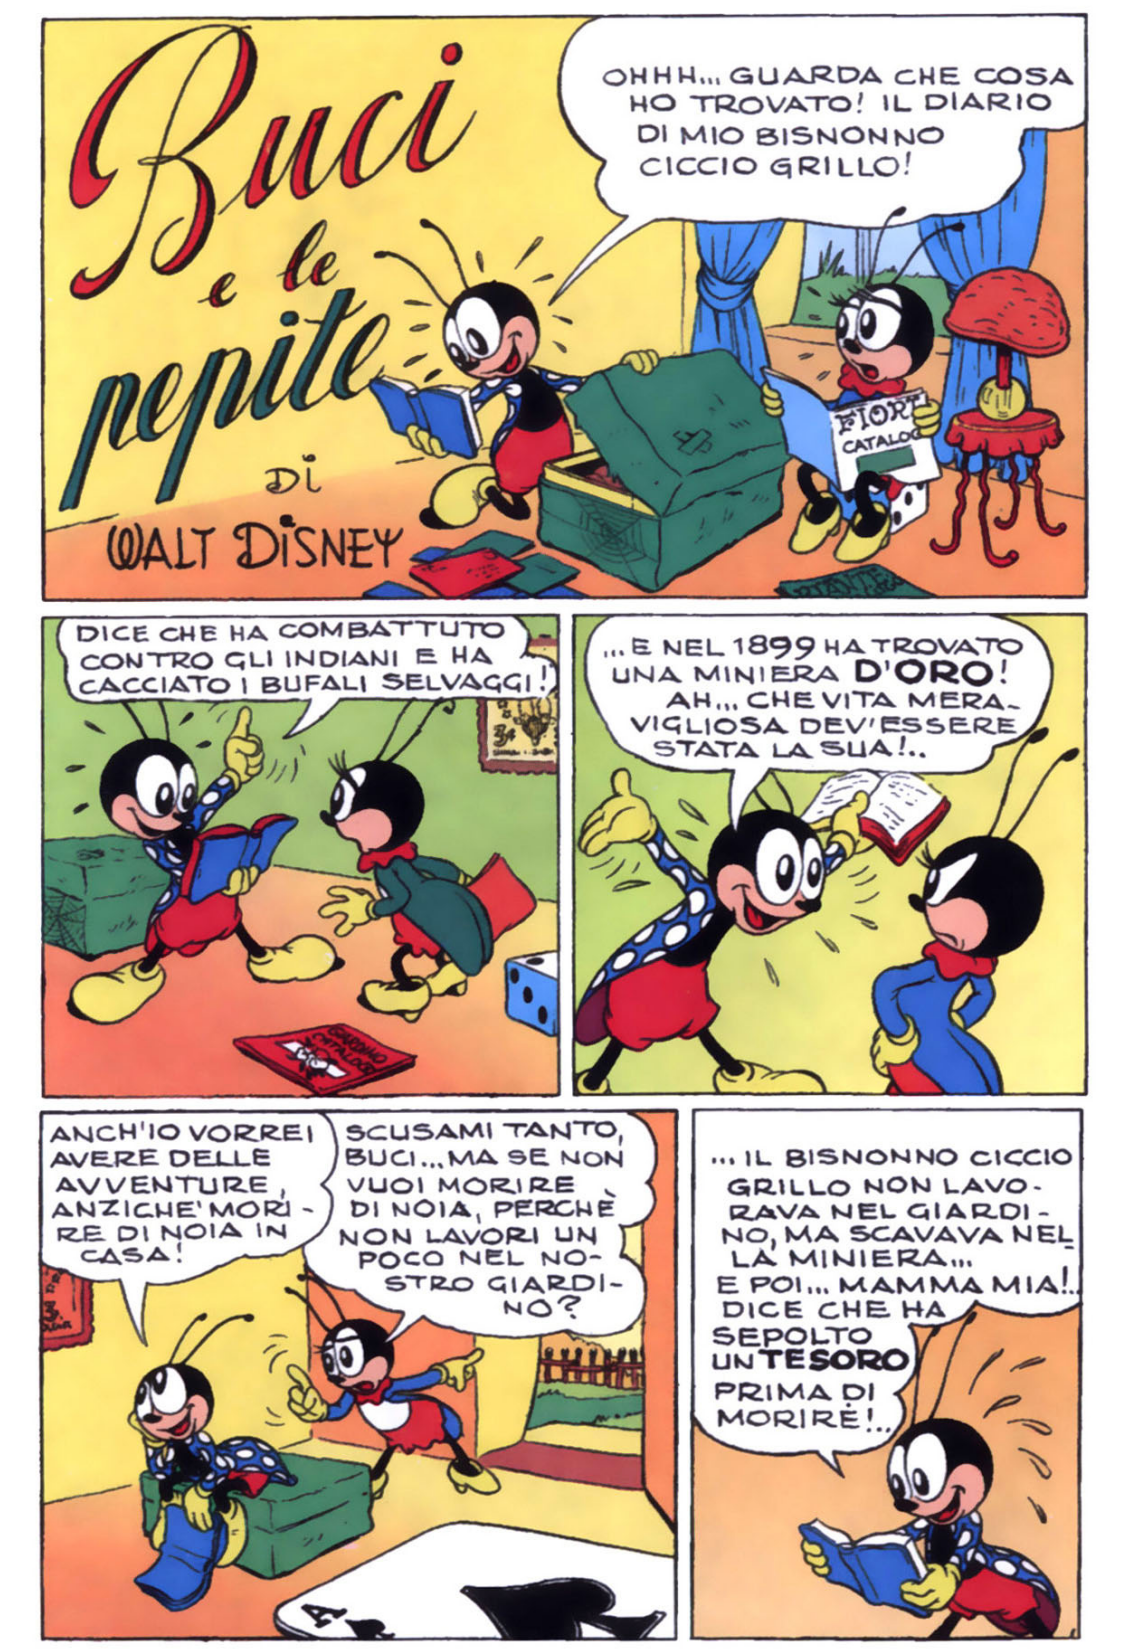 Buci
e le
pepite
DI
WALT DISNEY
OHHH... GUARDA CHE COSA
HO TROVATO! IL DIARIO
DI MIO BISNONNO
CICCIO GRILLO!
FIORI
CATALOG
PIANTE
DICE CHE HA COMBATTUTO
CONTRO GLI INDIANI E HA
CACCIATO I BUFALI SELVAGGI!
GIARDINO
CATALOGO
...E NEL 1899 HA TROVATO
UNA MINIERA D'ORO!
AH... CHE VITA MERA-
VIGLIOSA DEV'ESSERE
STATA LA SUA!..
ANCH'IO VORREI
AVERE DELLE
AVVENTURE,
ANZICHE' MORI-
RE DI NOIA IN
CASA!
SCUSAMI TANTO,
BUCI...MA SE NON
VUOI MORIRE
DI NOIA, PERCHÈ
NON LAVORI UN
POCO NEL NO-
STRO GIARDI-
NO?
A
...IL BISNONNO CICCIO
GRILLO NON LAVO-
RAVA NEL GIARDI-
NO, MA SCAVAVA NEL
LA MINIERA...
E POI... MAMMA MIA!..
DICE CHE HA
SEPOLTO
UN TESORO
PRIMA DI
MORIRE!...